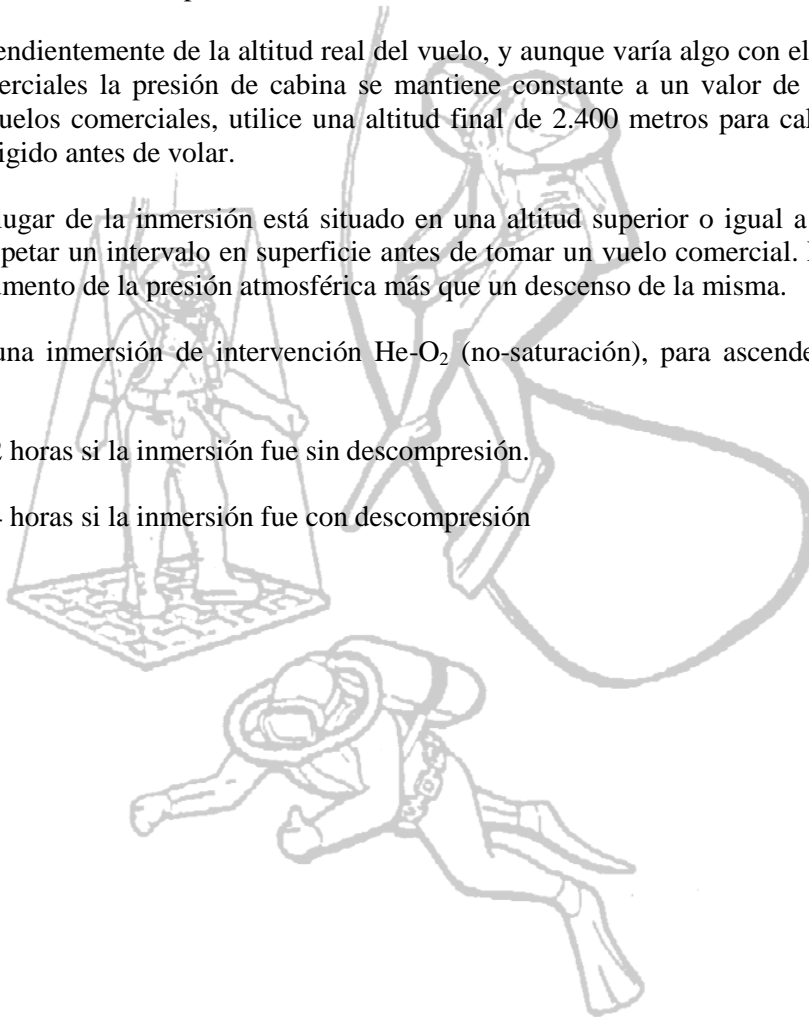 endientemente de la altitud real del vuelo, y aunque varía algo con el
erciales la presión de cabina se mantiene constante a un valor de
uelos comerciales, utilice una altitud final de 2.400 metros para cal
igido antes de volar.
lugar de la inmersión está situado en una altitud superior o igual a
petar un intervalo en superficie antes de tomar un vuelo comercial.
umento de la presión atmosférica más que un descenso de la misma.
una inmersión de intervención He-O₂ (no-saturación), para ascende
horas si la inmersión fue sin descompresión.
horas si la inmersión fue con descompresión